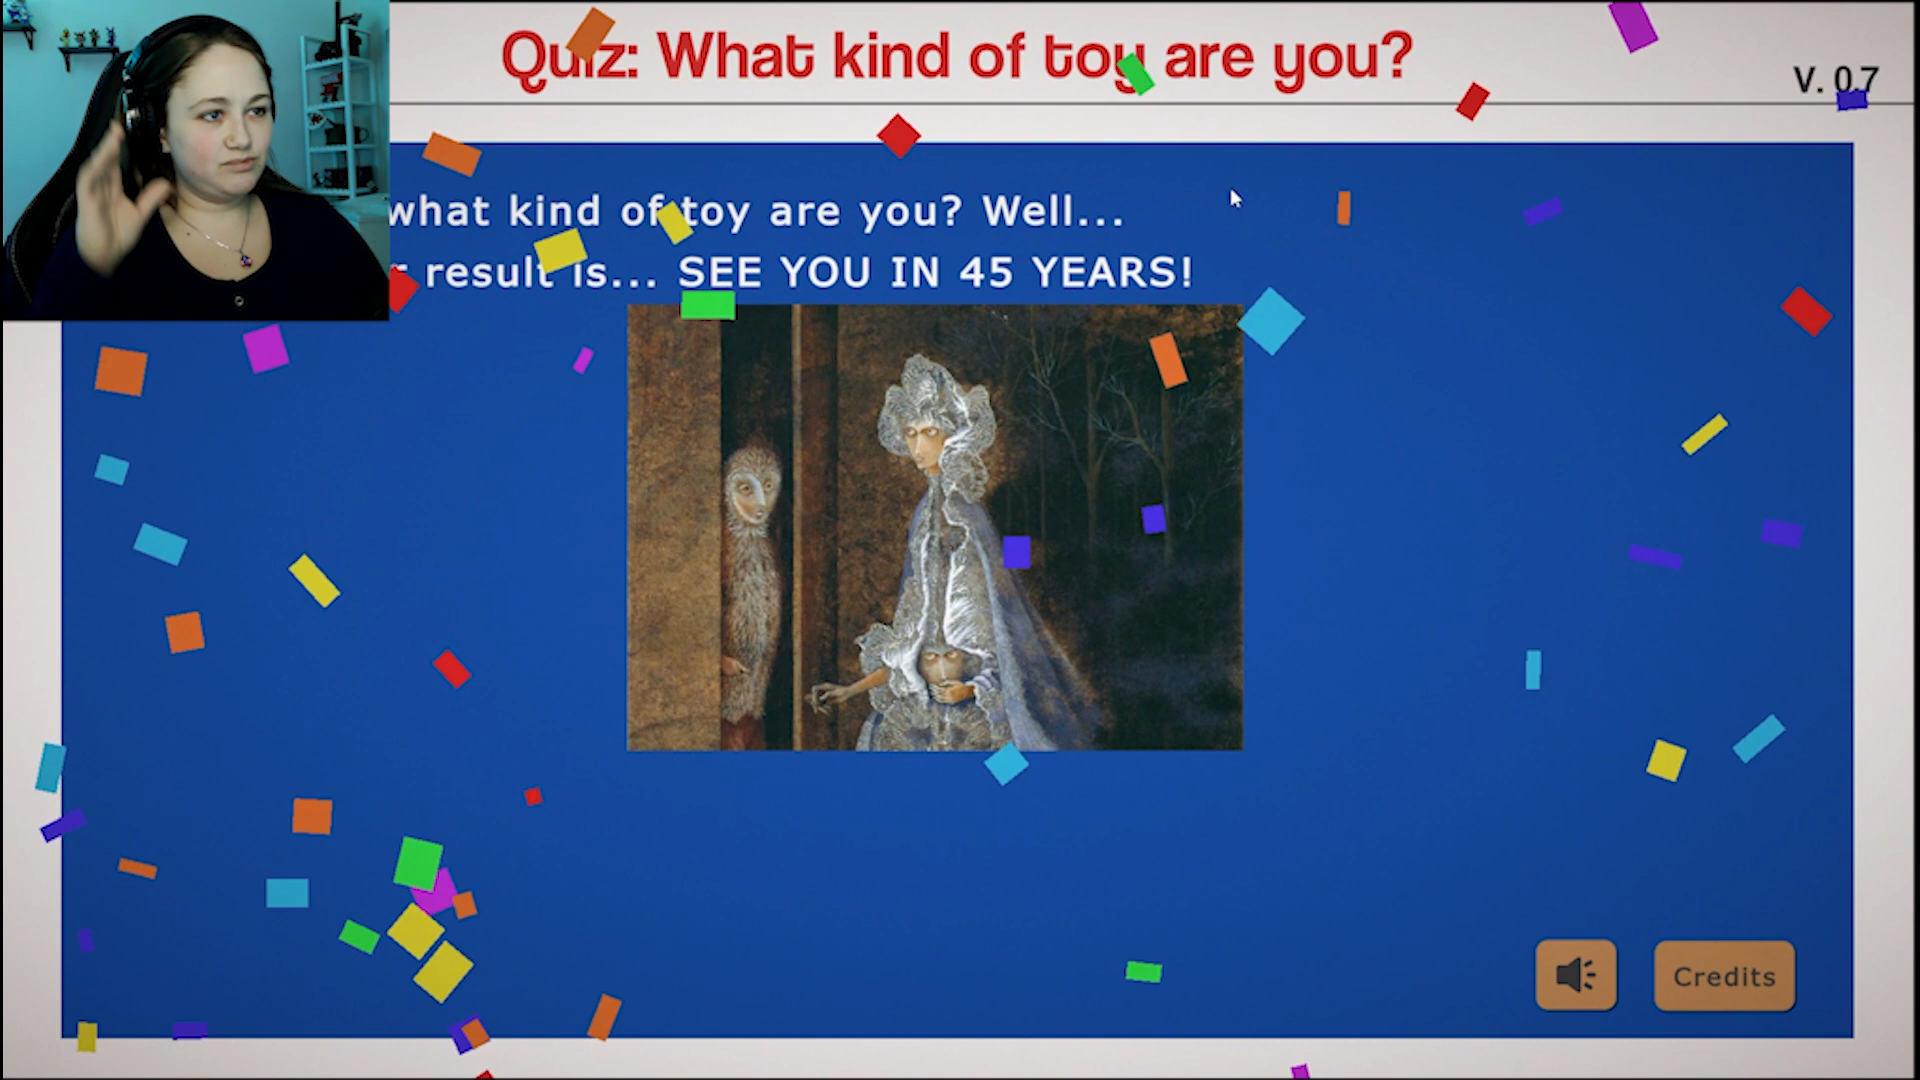 Quiz: What kind of toy are you?
V. 0.7
what kind of toy are you? Well...
result is... SEE YOU IN 45 YEARS!
Credits